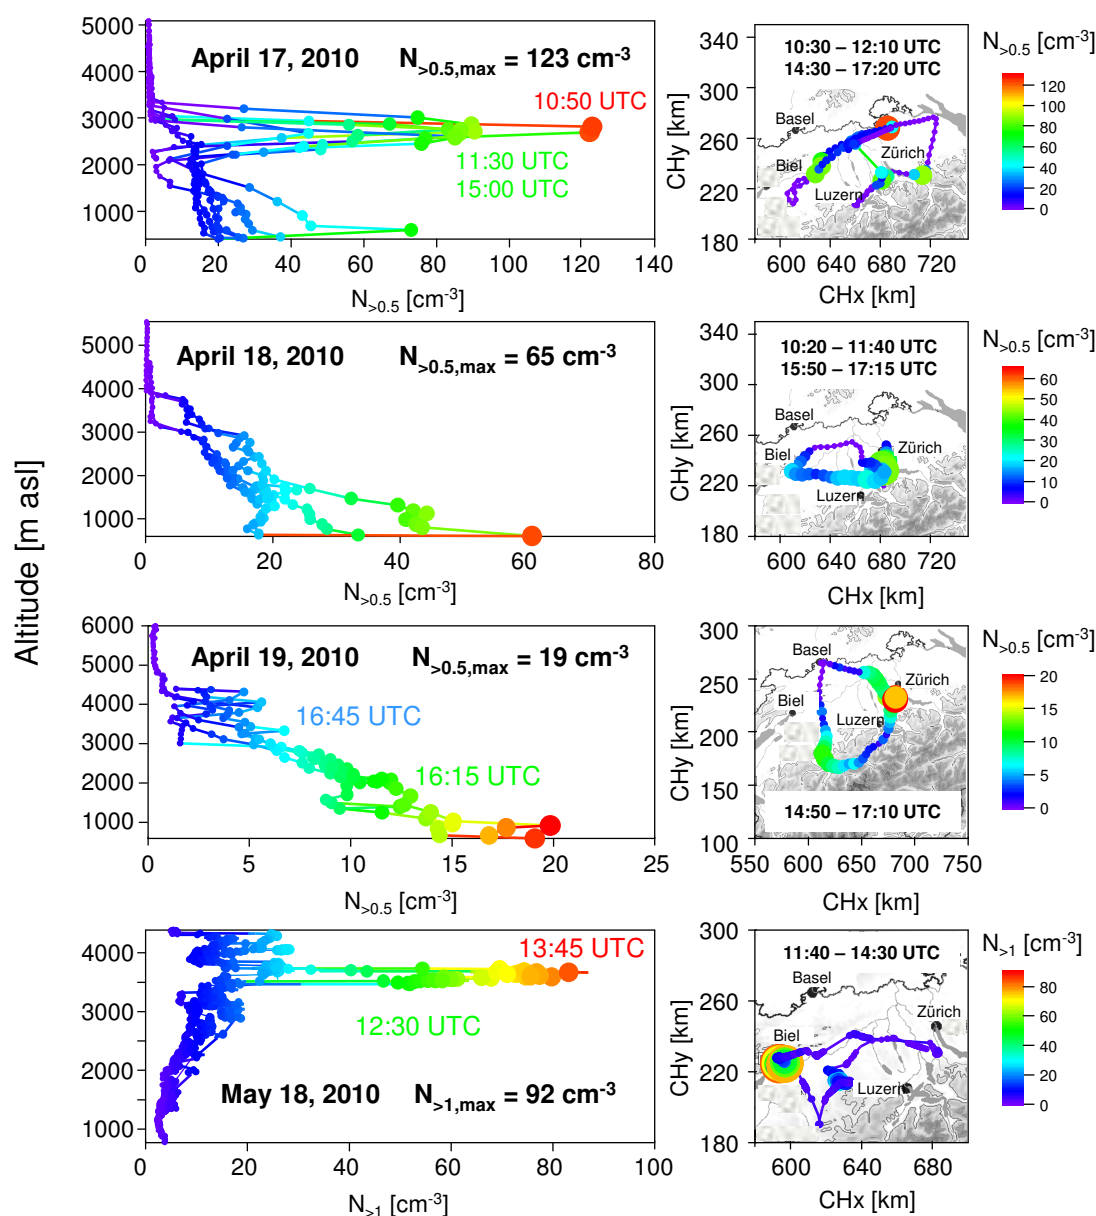 Altitude [m asl]
April 17, 2010 N>0.5,max = 123 cm-3
10:50 UTC
11:30 UTC
15:00 UTC
5000
4000
3000
2000
1000
0 20 40 60 80 100 120 140
N>0.5 [cm-3]
10:30 – 12:10 UTC
14:30 – 17:20 UTC
Basel
Zürich
Biel
Luzern
CHy [km]
340
300
260
220
180
600 640 680 720
CHx [km]
N>0.5 [cm-3]
120
100
80
60
40
20
0
April 18, 2010 N>0.5,max = 65 cm-3
5000
4000
3000
2000
1000
0 20 40 60 80
N>0.5 [cm-3]
10:20 – 11:40 UTC
15:50 – 17:15 UTC
Basel
Zürich
Biel
Luzern
CHy [km]
340
300
260
220
180
600 640 680 720
CHx [km]
N>0.5 [cm-3]
60
50
40
30
20
10
0
April 19, 2010 N>0.5,max = 19 cm-3
16:45 UTC
16:15 UTC
6000
5000
4000
3000
2000
1000
0 5 10 15 20 25
N>0.5 [cm-3]
Basel
Zürich
Biel
Luzern
14:50 – 17:10 UTC
CHy [km]
300
250
200
150
100
550 600 650 700 750
CHx [km]
N>0.5 [cm-3]
20
15
10
5
0
13:45 UTC
12:30 UTC
May 18, 2010 N>1,max = 92 cm-3
4000
3000
2000
1000
0 20 40 60 80 100
N>1 [cm-3]
11:40 – 14:30 UTC
Basel
Zürich
Biel
Luzern
1000
CHy [km]
300
260
220
180
600 640 680
CHx [km]
N>1 [cm-3]
80
60
40
20
0